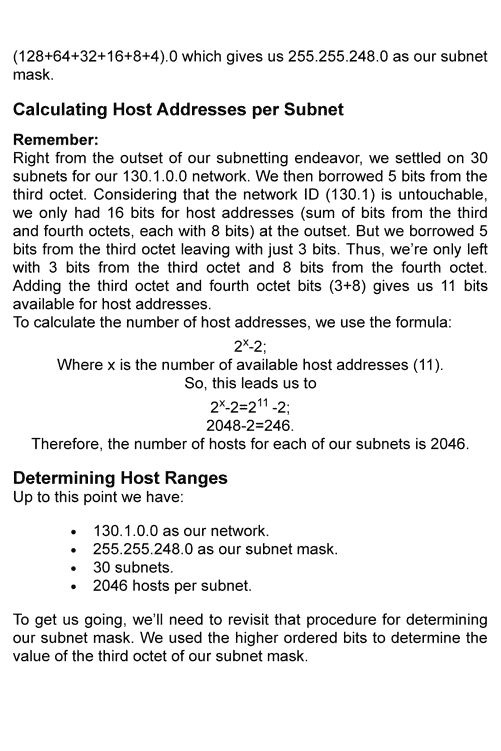 (128+64+32+16+8+4).0 which gives us 255.255.248.0 as our subnet
mask.
Calculating Host Addresses per Subnet
Remember:
Right from the outset of our subnetting endeavor, we settled on 30
subnets for our 130.1.0.0 network. We then borrowed 5 bits from the
third octet. Considering that the network ID (130.1) is untouchable,
we only had 16 bits for host addresses (sum of bits from the third
and fourth octets, each with 8 bits) at the outset. But we borrowed 5
bits from the third octet leaving with just 3 bits. Thus, we’re only left
with 3 bits from the third octet and 8 bits from the fourth octet.
Adding the third octet and fourth octet bits (3+8) gives us 11 bits
available for host addresses.
To calculate the number of host addresses, we use the formula:
2ˣ-2;
Where x is the number of available host addresses (11).
So, this leads us to
2ˣ-2=2¹¹ -2;
2048-2=246.
Therefore, the number of hosts for each of our subnets is 2046.
Determining Host Ranges
Up to this point we have:
• 130.1.0.0 as our network.
• 255.255.248.0 as our subnet mask.
• 30 subnets.
• 2046 hosts per subnet.
To get us going, we’ll need to revisit that procedure for determining
our subnet mask. We used the higher ordered bits to determine the
value of the third octet of our subnet mask.